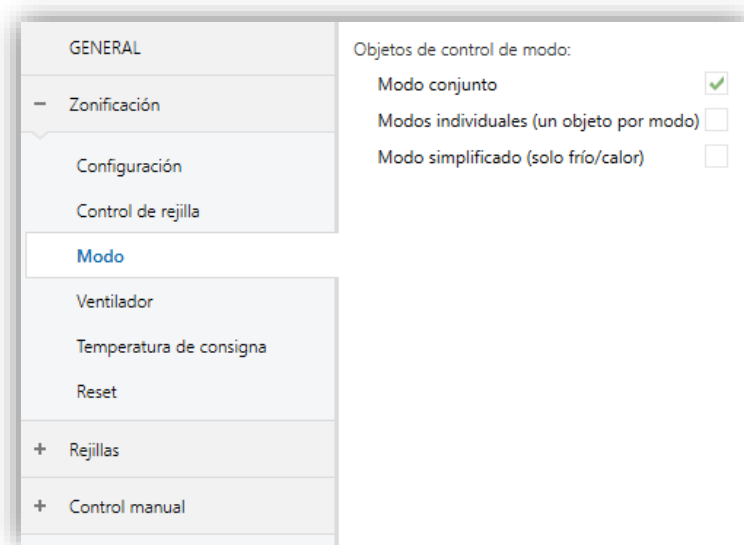 GENERAL
Zonificación
Configuración
Control de rejilla
Modo
Ventilador
Temperatura de consigna
Reset
Rejillas
Control manual
Objetos de control de modo:
Modo conjunto
Modos individuales (un objeto por modo)
Modo simplificado (solo frío/calor)